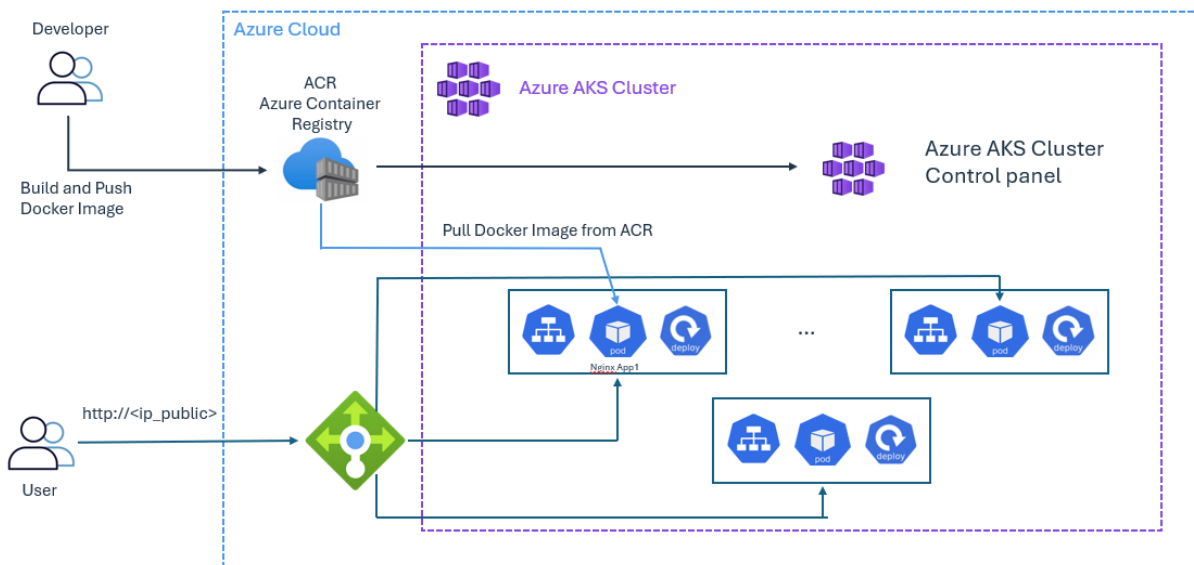 Developer
Azure Cloud
ACR
Azure Container
Registry
Azure AKS Cluster
Azure AKS Cluster
Control panel
Build and Push
Docker Image
Pull Docker Image from ACR
pod
deploy
Nginx App1
...
pod
deploy
http://<ip_public>
pod
deploy
User